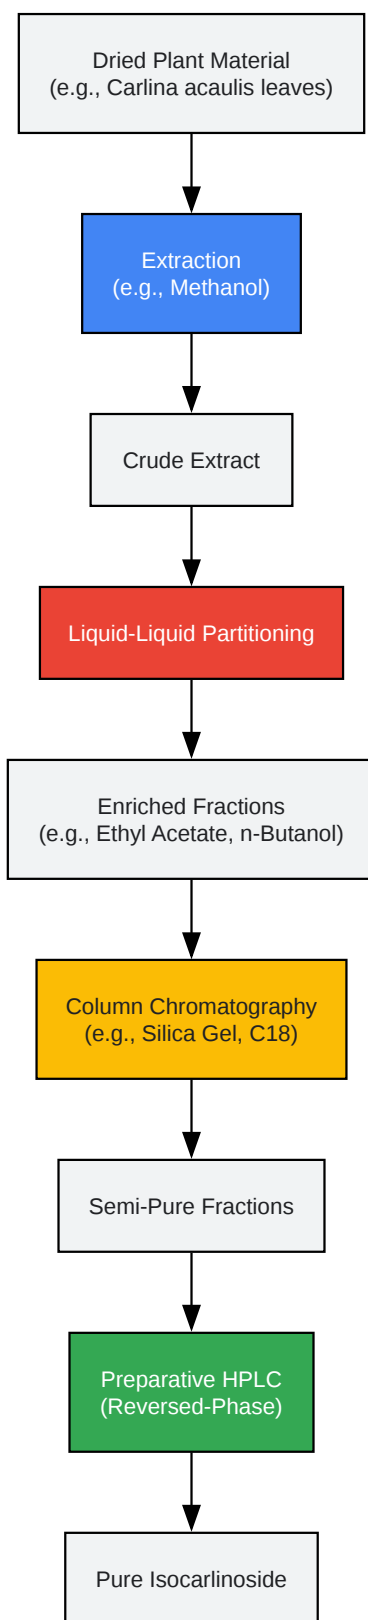 Dried Plant Material
(e.g., Carlina acaulis leaves)
Extraction
(e.g., Methanol)
Crude Extract
Liquid-Liquid Partitioning
Enriched Fractions
(e.g., Ethyl Acetate, n-Butanol)
Column Chromatography
(e.g., Silica Gel, C18)
Semi-Pure Fractions
Preparative HPLC
(Reversed-Phase)
Pure Isocarlinoside